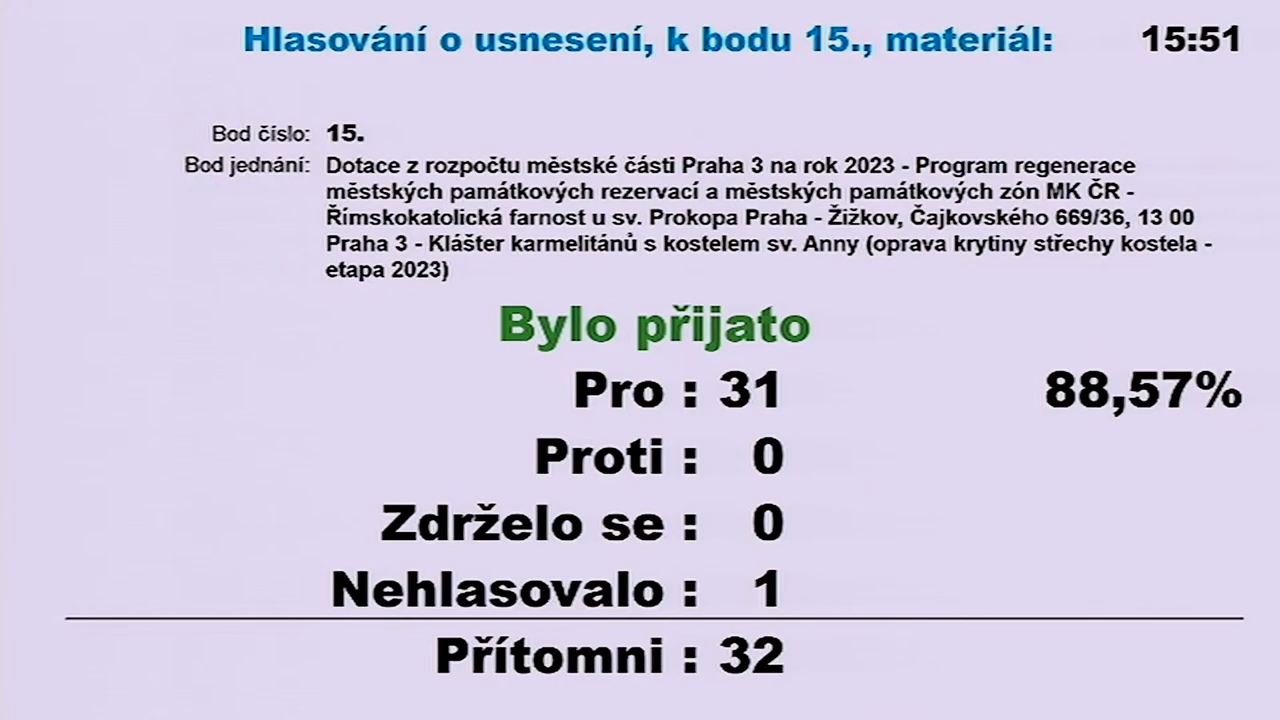 Hlasování o usnesení, k bodu 15., materiál: 15:51
Bod číslo: 15.
Bod jednání: Dotace z rozpočtu městské části Praha 3 na rok 2023 - Program regenerace
městských památkových rezervací a městských památkových zón MK ČR -
Římskokatolická farnost u sv. Prokopa Praha - Žižkov, Čajkovského 669/36, 13 00
Praha 3 - Klášter karmelitánů s kostelem sv. Anny (oprava krytiny střechy kostela -
etapa 2023)
Bylo přijato
Pro : 31 88,57%
Proti : 0
Zdrželo se : 0
Nehlasovalo : 1
Přítomni : 32